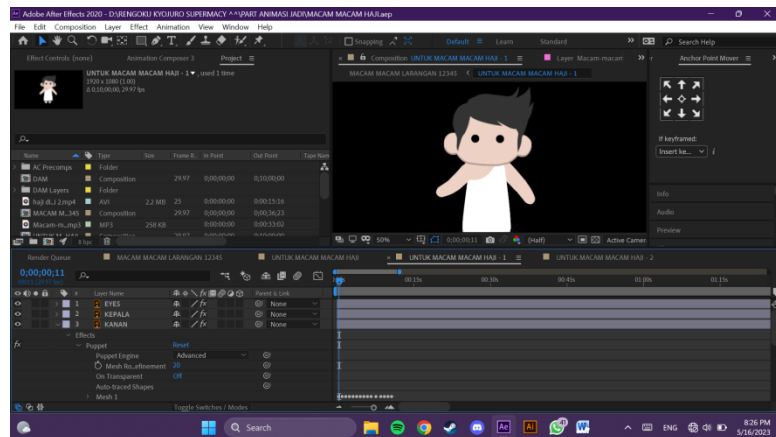 Adobe After Effects 2020 - D:\RENGOKU KYOJURO SUPERMACY ^^\PART ANIMASI JADI\MACAM MACAM HAJI.aep
File Edit Composition Layer Effect Animation View Window Help
Snapping Default Learn Standard Search Help
Effect Controls (none) Animation Composer 3 Project
Composition UNTUK MACAM MACAM HAJI - 1 Layer Macam-macam
Anchor Point Mover
UNTUK MACAM MACAM HAJI - 1, used 1 time
1920 x 1080 (1.00)
Δ 0;10;00;00, 29.97 fps
MACAM MACAM LARANGAN 12345 UNTUK MACAM MACAM HAJI - 1
If keyframed:
Insert ke...
Name Type Size Frame R... In Point Out Point Tape Nam
AC Precomps Folder
DAM Composition 29.97 0;00;00;00 0;10;00;00
DAM Layers Folder
haji di...i 2.mp4 AVI 2.2 MB 25 0:00:00:00 0:00:15:16
MACAM M...345 Composition 29.97 0;00;00;00 0;00;36;23
Macam-m...mp3 MP3 258 KB 0:00:00:00 0:00:33:02
Info
Audio
Preview
8 bpc
50% 0;00;00;11 (Half) Active Camer
Render Queue MACAM MACAM LARANGAN 12345 UNTUK MACAM MACAM HAJI UNTUK MACAM MACAM HAJI - 1 UNTUK MACAM MACAM HAJI - 2
0;00;00;11
00:15s 00:30s 00:45s 01:00s 01:15s
# Layer Name Parent & Link
1 EYES None
2 KEPALA None
3 KANAN None
Effects
fx Puppet Reset
Puppet Engine Advanced
Mesh Ro...efinement 20
On Transparent Off
Auto-traced Shapes
Mesh 1
Toggle Switches / Modes
Search
Ae
Ai
ENG
8:26 PM
5/16/2023